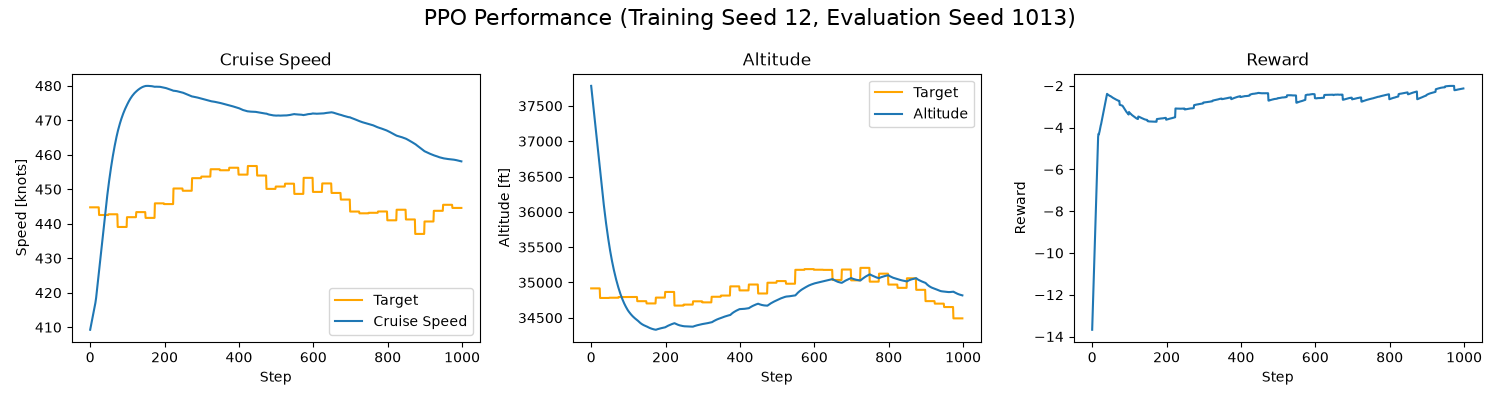 PPO Performance (Training Seed 12, Evaluation Seed 1013)
Cruise Speed
Speed [knots]
480
470
460
450
440
430
420
410
0
200
400
600
800
1000
Step
Target
Cruise Speed
Altitude
Altitude [ft]
37500
37000
36500
36000
35500
35000
34500
0
200
400
600
800
1000
Step
Target
Altitude
Reward
Reward
−2
−4
−6
−8
−10
−12
−14
0
200
400
600
800
1000
Step